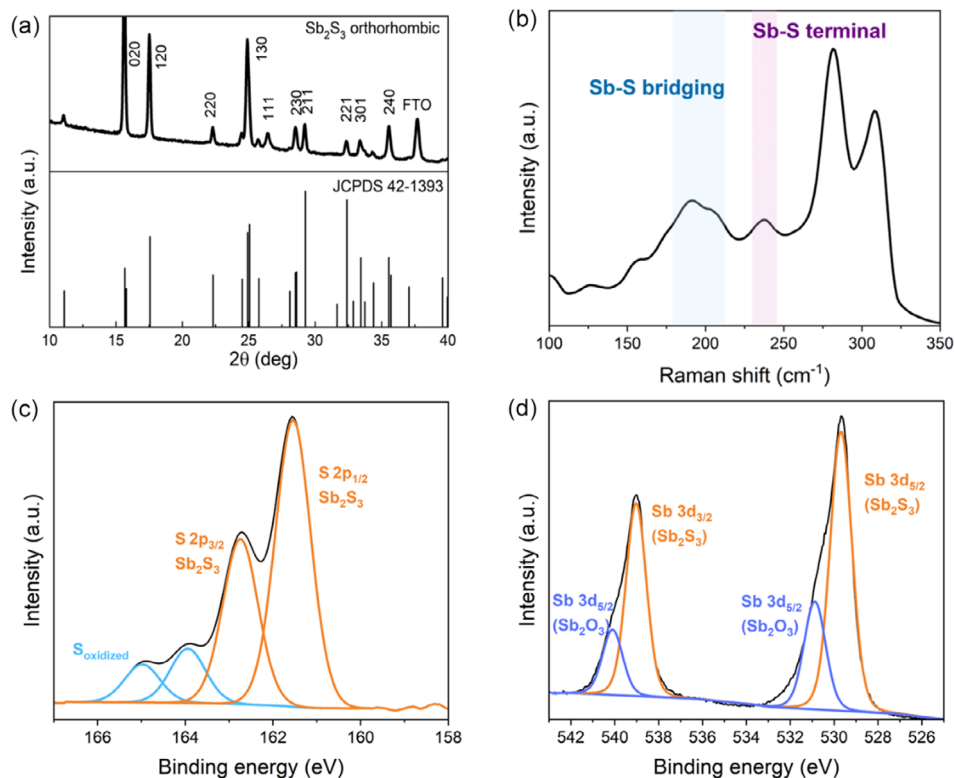 (a)
Sb₂S₃ orthorhombic
020
120
220
130
111
230
211
221
301
240
FTO
JCPDS 42-1393
Intensity (a.u.)
10 15 20 25 30 35 40
2θ (deg)
(b)
Sb-S terminal
Sb-S bridging
Intensity (a.u.)
100 150 200 250 300 350
Raman shift (cm⁻¹)
(c)
S 2p₁/₂
Sb₂S₃
S 2p₃/₂
Sb₂S₃
Soxidized
Intensity (a.u.)
166 164 162 160 158
Binding energy (eV)
(d)
Sb 3d₅/₂
(Sb₂S₃)
Sb 3d₃/₂
(Sb₂S₃)
Sb 3d₅/₂
(Sb₂O₃)
Sb 3d₅/₂
(Sb₂O₃)
Intensity (a.u.)
542 540 538 536 534 532 530 528 526
Binding energy (eV)